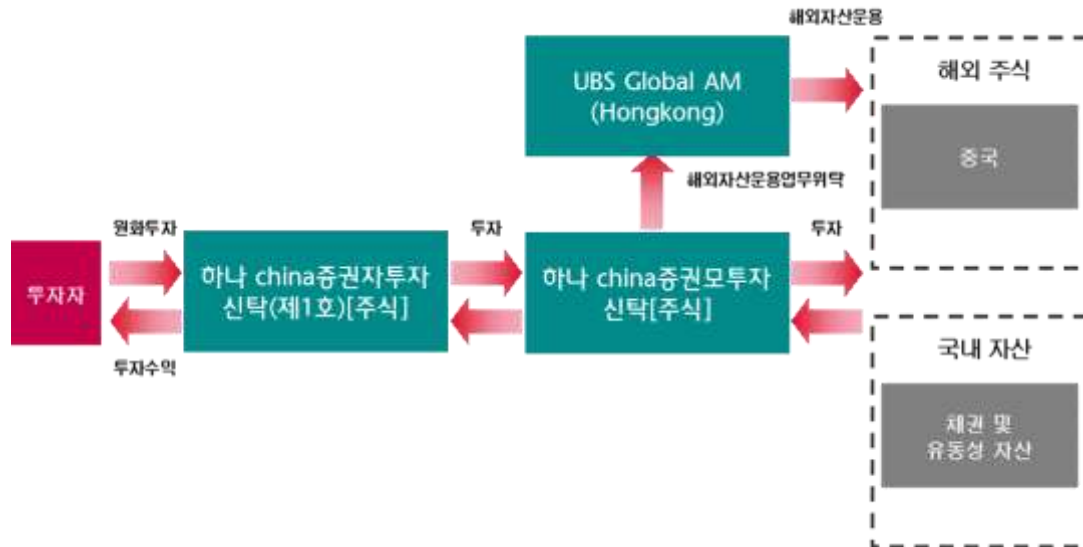 해외자산운용
해외 주식
UBS Global AM
(Hongkong)
중국
해외자산운용업무위탁
원화투자
투자
투자
투자자
하나 china증권자투자
신탁(제1호)[주식]
하나 china증권모투자
신탁[주식]
투자수익
국내 자산
채권 및
유동성 자산